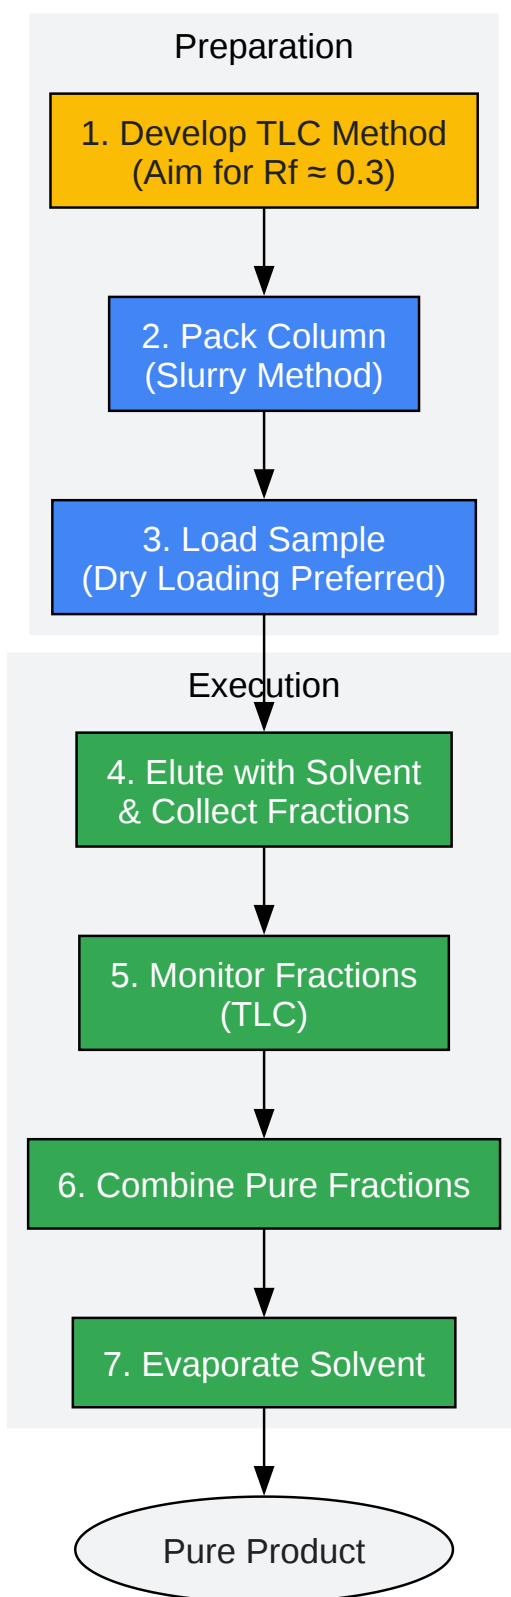 Preparation
1. Develop TLC Method
(Aim for Rf ≈ 0.3)
2. Pack Column
(Slurry Method)
3. Load Sample
(Dry Loading Preferred)
Execution
4. Elute with Solvent
& Collect Fractions
5. Monitor Fractions
(TLC)
6. Combine Pure Fractions
7. Evaporate Solvent
Pure Product